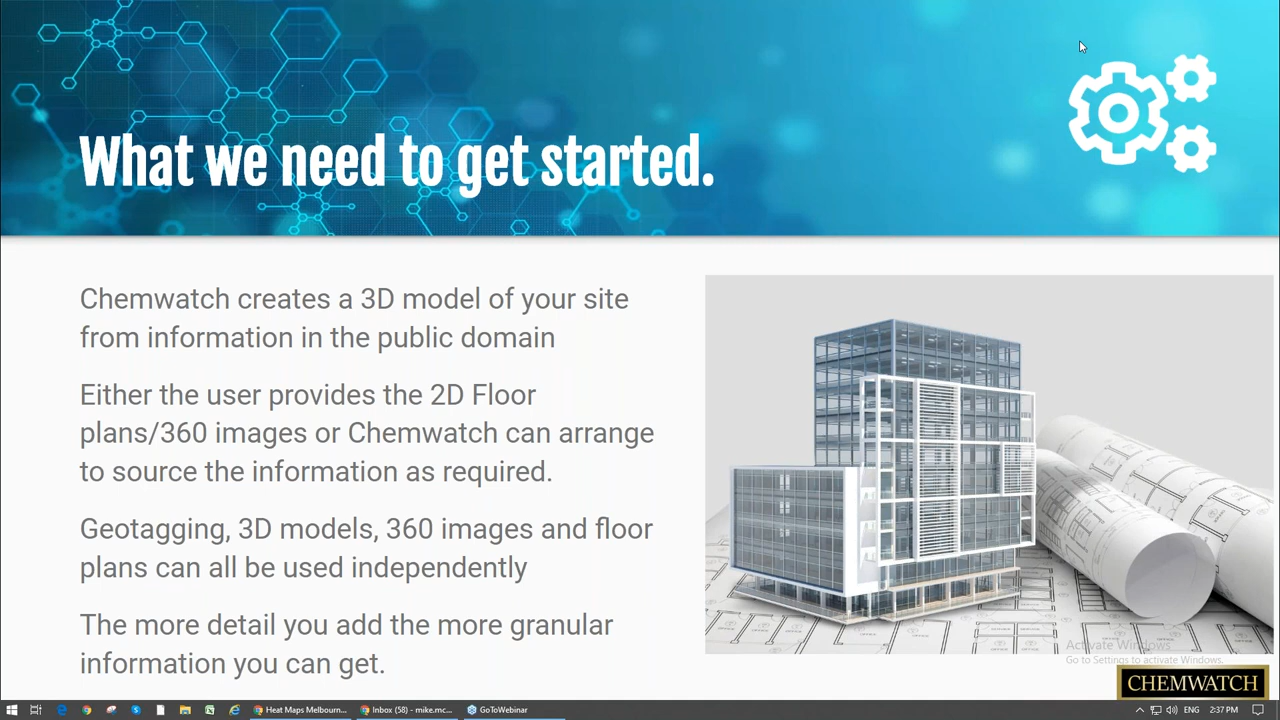 What we need to get started.
Chemwatch creates a 3D model of your site
from information in the public domain
Either the user provides the 2D Floor
plans/360 images or Chemwatch can arrange
to source the information as required.
Geotagging, 3D models, 360 images and floor
plans can all be used independently
The more detail you add the more granular
information you can get.
Activate Windows
Go to Settings to activate Windows.
CHEMWATCH
Heat Maps Melbourn... Inbox (58) - mike.mc... GoToWebinar ENG 2:37 PM